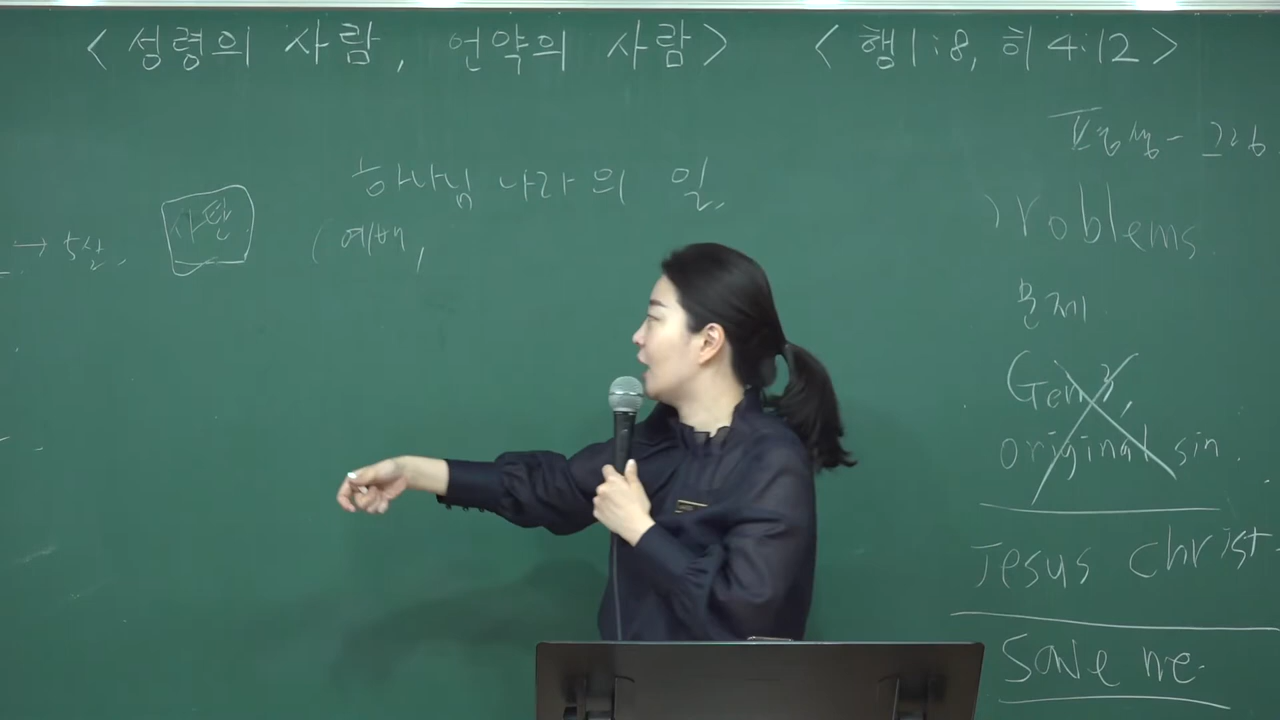 <성령의 사람, 언약의 사람> <행1:8, 히4:12>
하나님 나라의 일
(예배,
→ 5살.
사탄
Problems
문제
Gen 3,
original sin.
Jesus Christ
Save me.